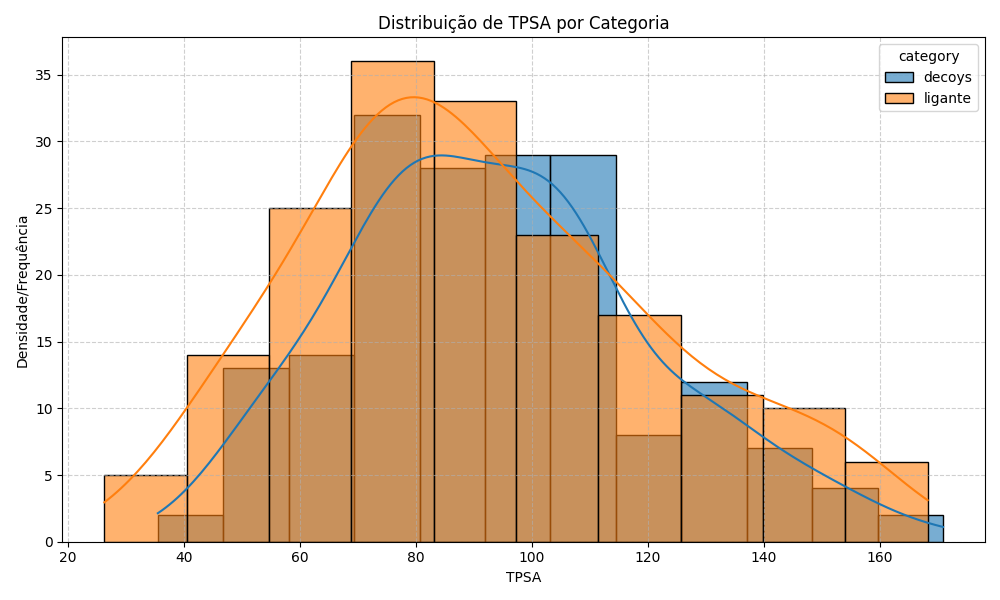 Distribuição de TPSA por Categoria
category
decoys
ligante
Densidade/Frequência
35
30
25
20
15
10
5
0
20 40 60 80 100 120 140 160
TPSA